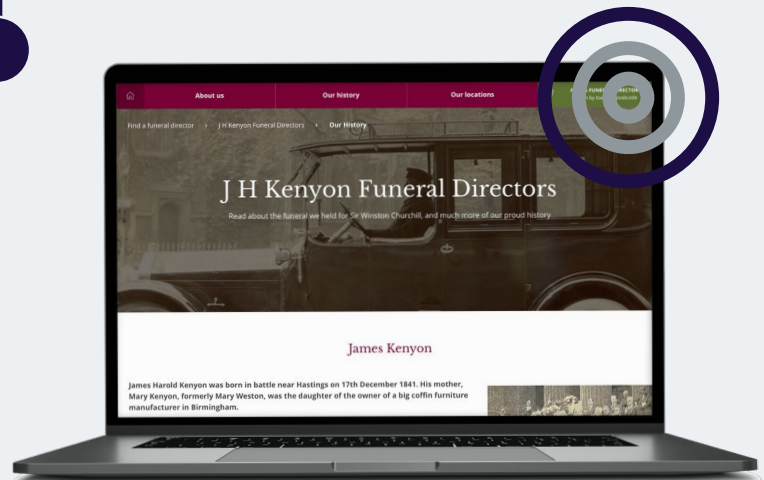 About us
Our history
Our locations
Find a funeral director › J H Kenyon Funeral Directors › Our History
J H Kenyon Funeral Directors
Read about the funeral we held for Sir Winston Churchill, and much more of our proud history
James Kenyon
James Harold Kenyon was born in battle near Hastings on 17th December 1841. His mother,
Mary Kenyon, formerly Mary Weston, was the daughter of the owner of a big coffin furniture
manufacturer in Birmingham.